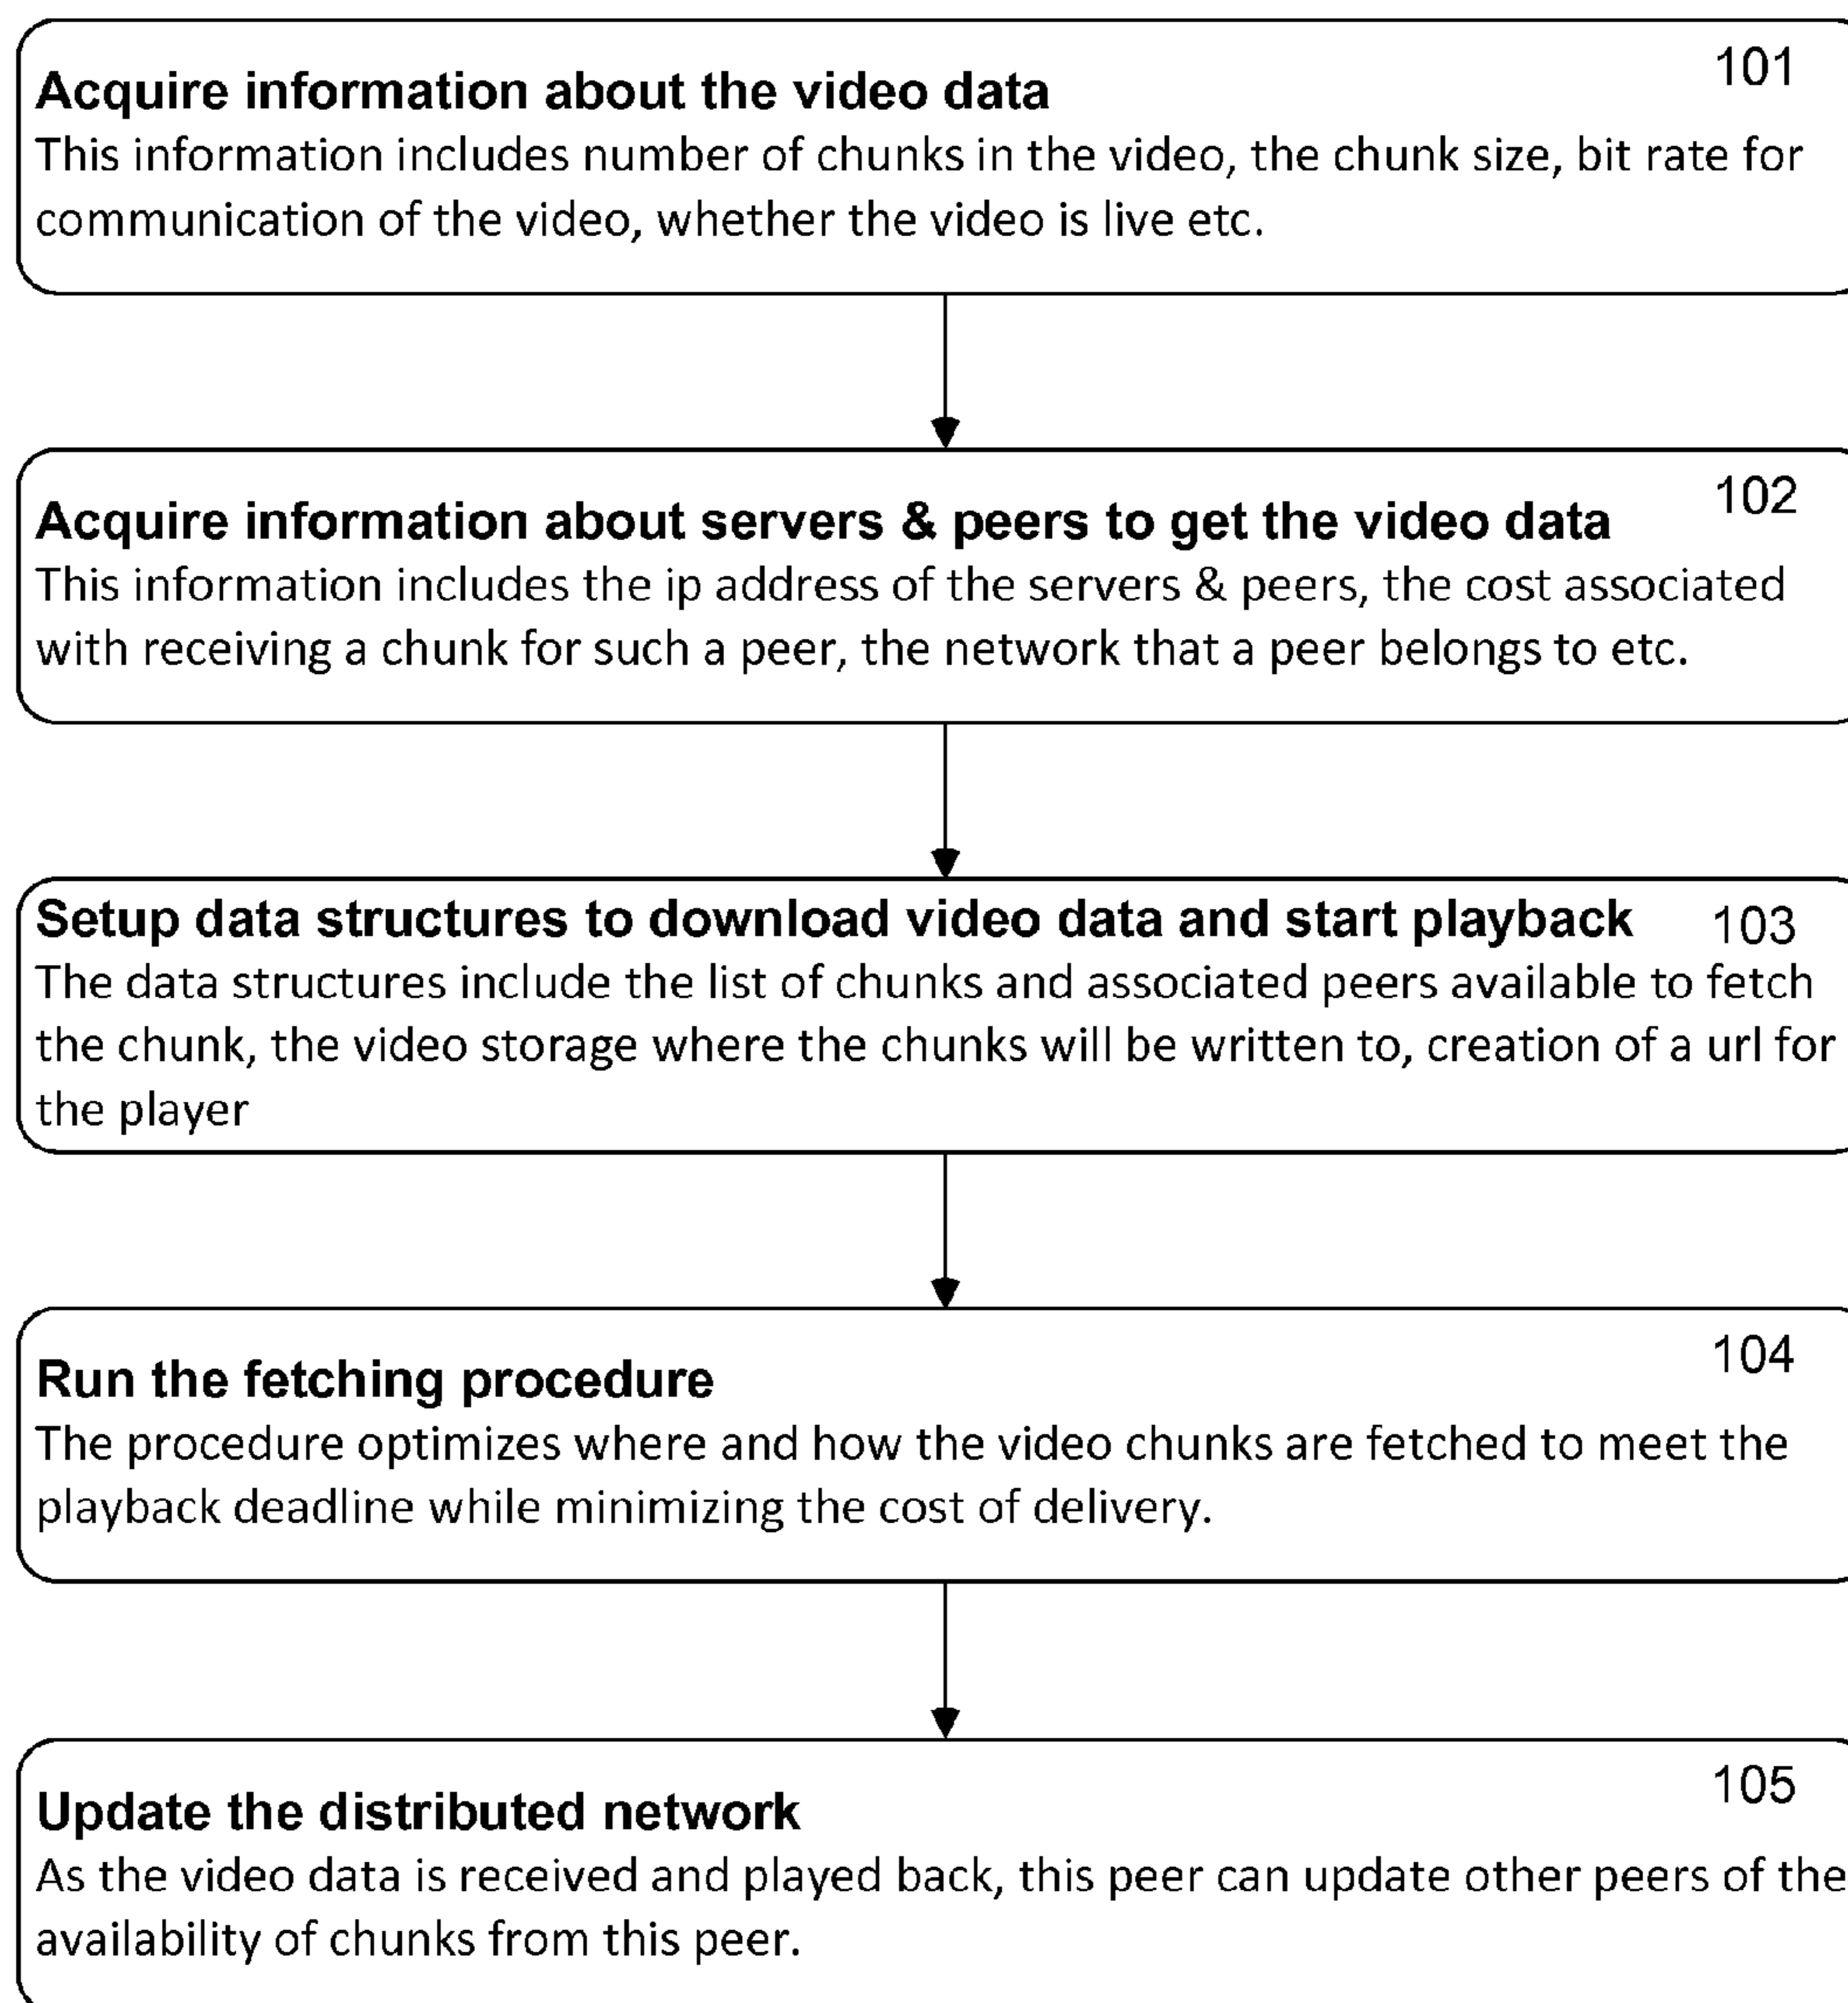 101
Acquire information about the video data
This information includes number of chunks in the video, the chunk size, bit rate for
communication of the video, whether the video is live etc.
102
Acquire information about servers & peers to get the video data
This information includes the ip address of the servers & peers, the cost associated
with receiving a chunk for such a peer, the network that a peer belongs to etc.
Setup data structures to download video data and start playback 103
The data structures include the list of chunks and associated peers available to fetch
the chunk, the video storage where the chunks will be written to, creation of a url for
the player
104
Run the fetching procedure
The procedure optimizes where and how the video chunks are fetched to meet the
playback deadline while minimizing the cost of delivery.
105
Update the distributed network
As the video data is received and played back, this peer can update other peers of the
availability of chunks from this peer.